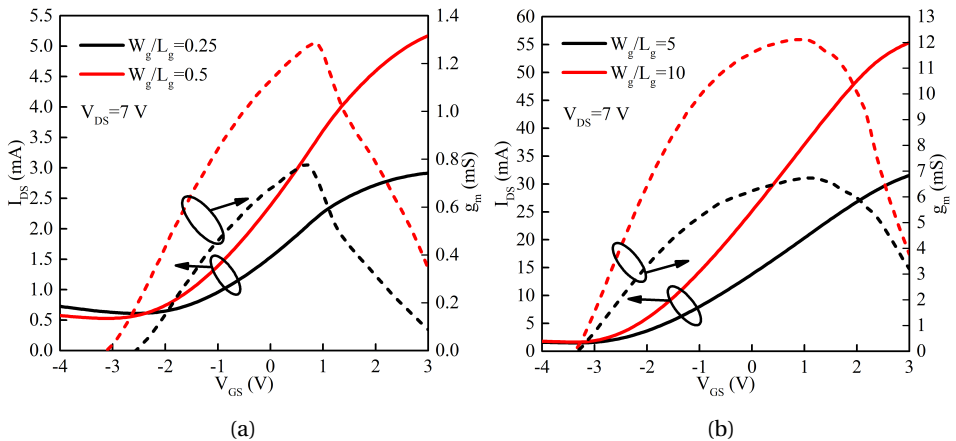 I_DS (mA)
5.5
5.0
4.5
4.0
3.5
3.0
2.5
2.0
1.5
1.0
0.5
0.0
W_g/L_g=0.25
W_g/L_g=0.5
V_DS=7 V
1.4
1.2
1.0
0.8
0.6
0.4
0.2
0.0
g_m (mS)
-4 -3 -2 -1 0 1 2 3
V_GS (V)
(a)
I_DS (mA)
60
55
50
45
40
35
30
25
20
15
10
5
0
W_g/L_g=5
W_g/L_g=10
V_DS=7 V
13
12
11
10
9
8
7
6
5
4
3
2
1
0
g_m (mS)
-4 -3 -2 -1 0 1 2 3
V_GS (V)
(b)